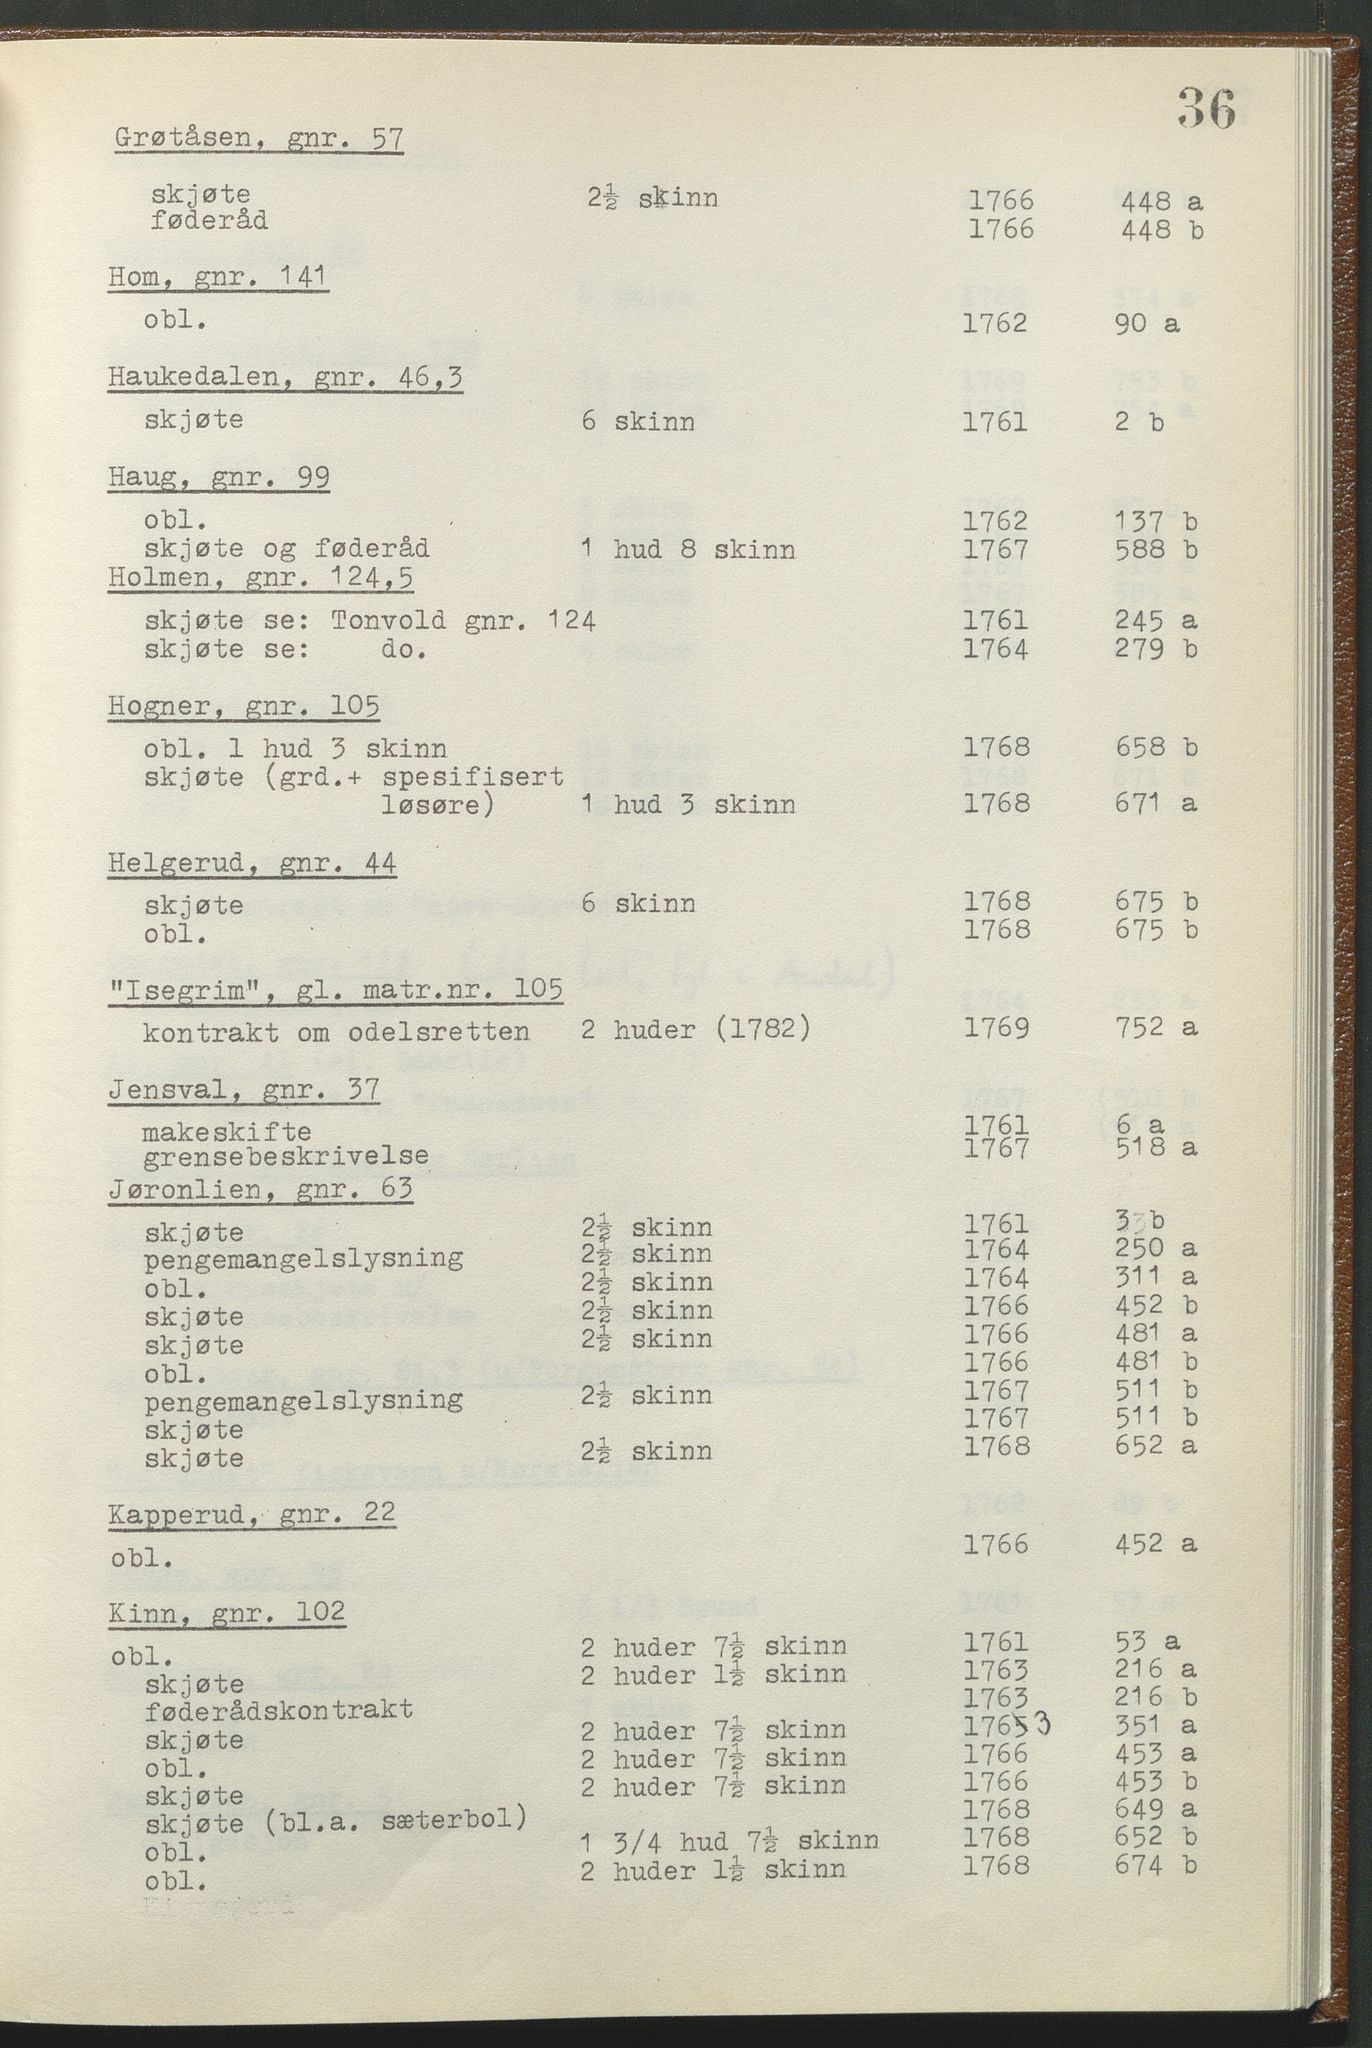 36
Grøtåsen, gnr. 57
skjøte 2½ skinn 1766 448 a
føderåd 1766 448 b
Hom, gnr. 141
obl. 1762 90 a
Haukedalen, gnr. 46,3
skjøte 6 skinn 1761 2 b
Haug, gnr. 99
obl. 1762 137 b
skjøte og føderåd 1 hud 8 skinn 1767 588 b
Holmen, gnr. 124,5
skjøte se: Tonvold gnr. 124 1761 245 a
skjøte se: do. 1764 279 b
Hogner, gnr. 105
obl. 1 hud 3 skinn 1768 658 b
skjøte (grd.+ spesifisert
løsøre) 1 hud 3 skinn 1768 671 a
Helgerud, gnr. 44
skjøte 6 skinn 1768 675 b
obl. 1768 675 b
"Isegrim", gl. matr.nr. 105
kontrakt om odelsretten 2 huder (1782) 1769 752 a
Jensval, gnr. 37
makeskifte 1761 6 a
grensebeskrivelse 1767 518 a
Jøronlien, gnr. 63
skjøte 2½ skinn 1761 33b
pengemangelslysning 2½ skinn 1764 250 a
obl. 2½ skinn 1764 311 a
skjøte 2½ skinn 1766 452 b
skjøte 2½ skinn 1766 481 a
obl. 1766 481 b
pengemangelslysning 2½ skinn 1767 511 b
skjøte 1767 511 b
skjøte 2½ skinn 1768 652 a
Kapperud, gnr. 22
obl. 1766 452 a
Kinn, gnr. 102
obl. 2 huder 7½ skinn 1761 53 a
skjøte 2 huder 1½ skinn 1763 216 a
føderådskontrakt 1763 216 b
skjøte 2 huder 7½ skinn 1765 3 351 a
obl. 2 huder 7½ skinn 1766 453 a
skjøte 2 huder 7½ skinn 1766 453 b
skjøte (bl.a. sæterbol) 1768 649 a
obl. 1 3/4 hud 7½ skinn 1768 652 b
obl. 2 huder 1½ skinn 1768 674 b